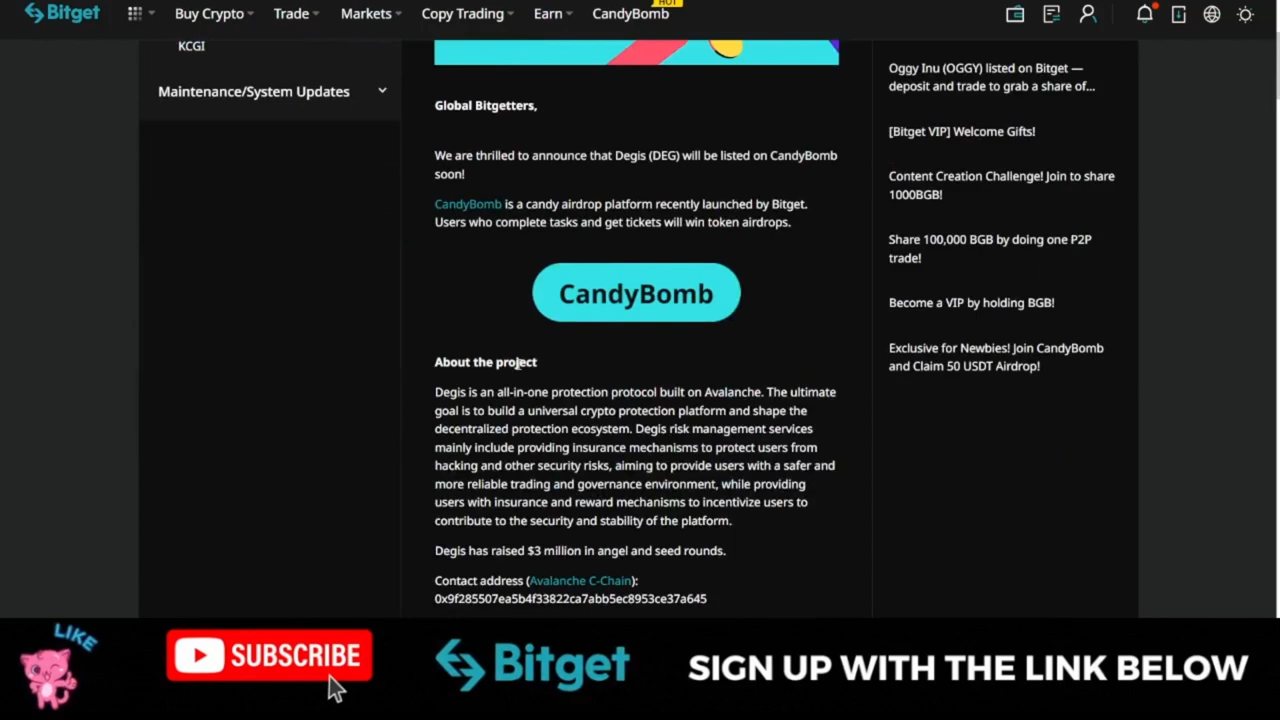 Bitget
Buy Crypto
Trade
Markets
Copy Trading
Earn
CandyBomb
HOT
KCGI
Maintenance/System Updates
Global Bitgetters,
We are thrilled to announce that Degis (DEG) will be listed on CandyBomb
soon!
CandyBomb is a candy airdrop platform recently launched by Bitget.
Users who complete tasks and get tickets will win token airdrops.
CandyBomb
About the project
Degis is an all-in-one protection protocol built on Avalanche. The ultimate
goal is to build a universal crypto protection platform and shape the
decentralized protection ecosystem. Degis risk management services
mainly include providing insurance mechanisms to protect users from
hacking and other security risks, aiming to provide users with a safer and
more reliable trading and governance environment, while providing
users with insurance and reward mechanisms to incentivize users to
contribute to the security and stability of the platform.
Degis has raised $3 million in angel and seed rounds.
Contact address (Avalanche C-Chain):
0x9f285507ea5b4f33822ca7abb5ec8953ce37a645
Oggy Inu (OGGY) listed on Bitget —
deposit and trade to grab a share of...
[Bitget VIP] Welcome Gifts!
Content Creation Challenge! Join to share
1000BGB!
Share 100,000 BGB by doing one P2P
trade!
Become a VIP by holding BGB!
Exclusive for Newbies! Join CandyBomb
and Claim 50 USDT Airdrop!
LIKE
SUBSCRIBE
Bitget
SIGN UP WITH THE LINK BELOW